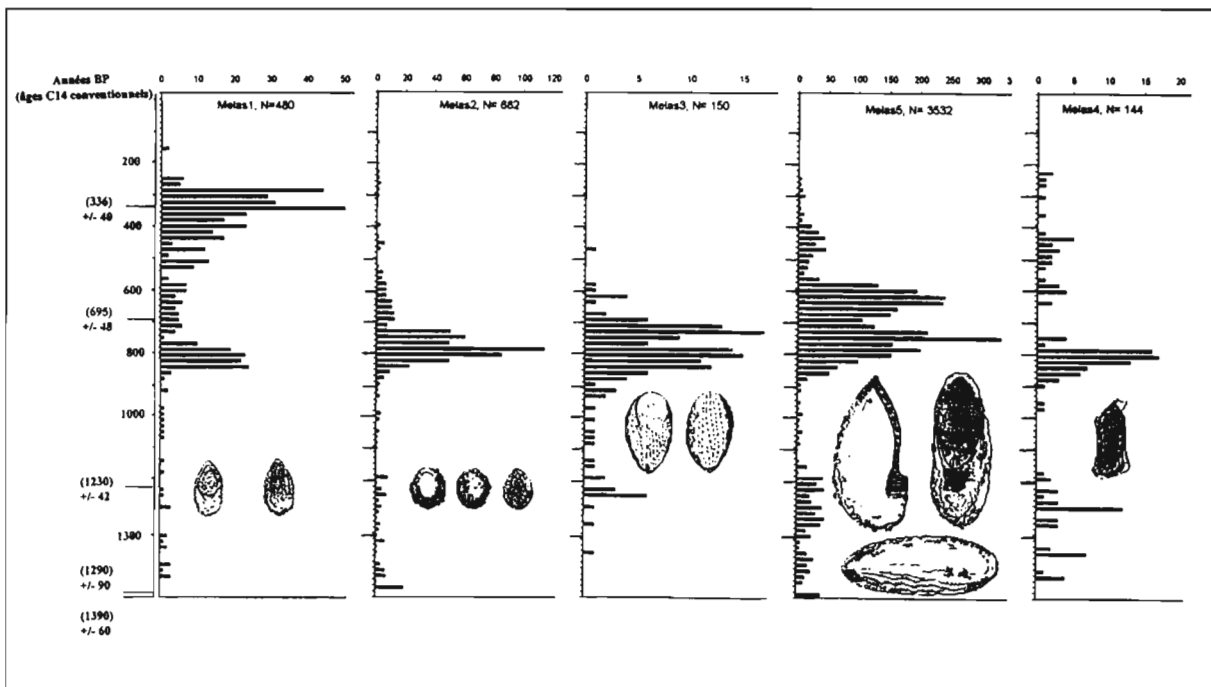 Années BP
(âges C14 conventionnels)
0 10 20 30 40 50
0 20 40 60 80 100 120
0 5 10 15
0 50 100 150 200 250 300 3
0 5 10 15 20
Melas1, N=480
Melas2, N= 682
Melas3, N= 150
Melas5, N= 3532
Melas4, N= 144
200
(336)
+/- 40
400
600
(695)
+/- 48
800
1000
(1230)
+/- 42
1300
(1290)
+/- 90
(1390)
+/- 60